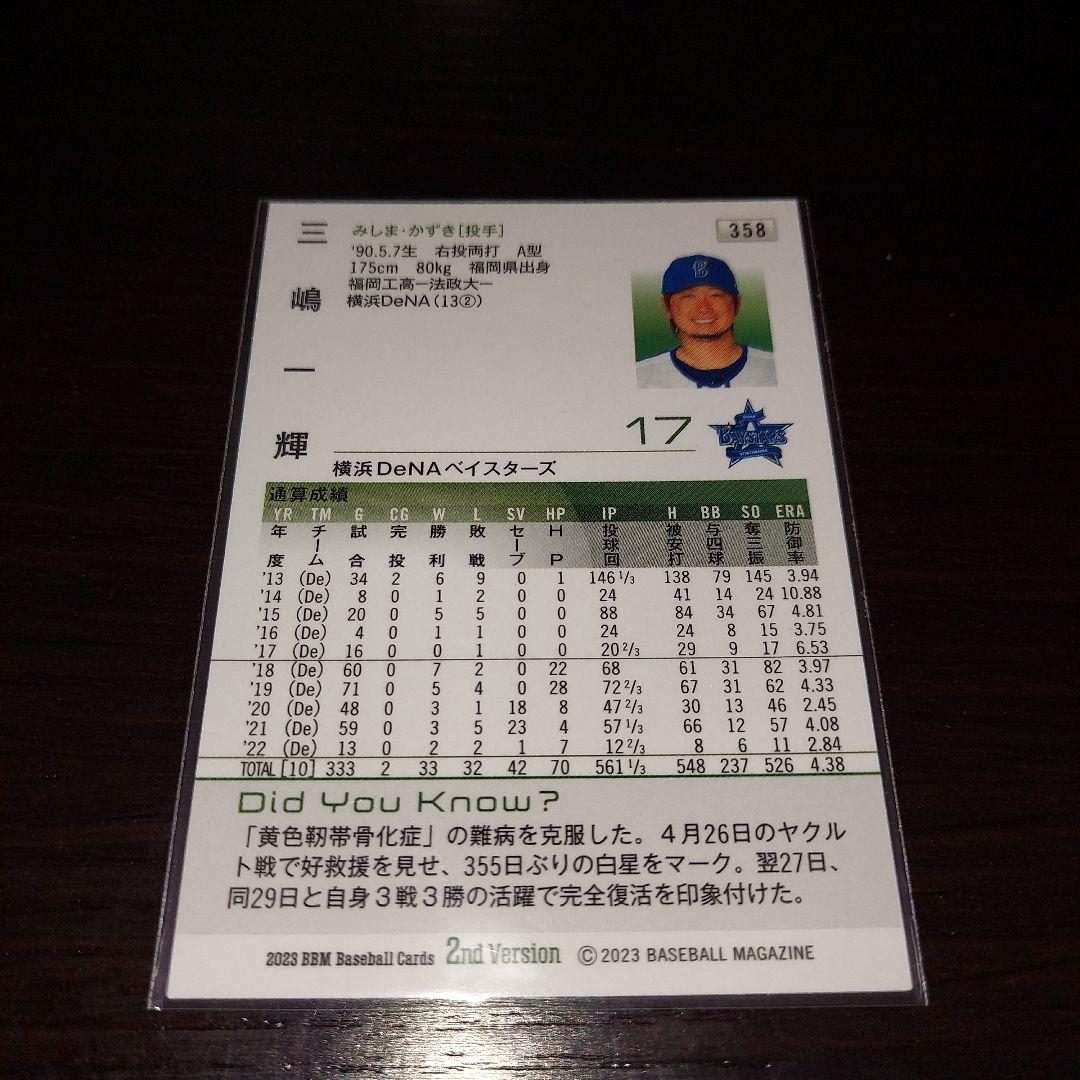 三嶋一輝
みしま・かずき[投手]
'90.5.7生 右投両打 A型
175cm 80kg 福岡県出身
福岡工高―法政大―
横浜DeNA(13②)
358
17
BAYSTARS
横浜DeNAベイスターズ
通算成績
YR TM G CG W L SV HP IP H BB SO ERA
年度 チーム 試合 完投 勝利 敗戦 セーブ HP 投球回 被安打 与四球 奪三振 防御率
'13 (De) 34 2 6 9 0 1 146 1/3 138 79 145 3.94
'14 (De) 8 0 1 2 0 0 24 41 14 24 10.88
'15 (De) 20 0 5 5 0 0 88 84 34 67 4.81
'16 (De) 4 0 1 1 0 0 24 24 8 15 3.75
'17 (De) 16 0 0 1 0 0 20 2/3 29 9 17 6.53
'18 (De) 60 0 7 2 0 22 68 61 31 82 3.97
'19 (De) 71 0 5 4 0 28 72 2/3 67 31 62 4.33
'20 (De) 48 0 3 1 18 8 47 2/3 30 13 46 2.45
'21 (De) 59 0 3 5 23 4 57 1/3 66 12 57 4.08
'22 (De) 13 0 2 2 1 7 12 2/3 8 6 11 2.84
TOTAL [10] 333 2 33 32 42 70 561 1/3 548 237 526 4.38
Did You Know?
「黄色靭帯骨化症」の難病を克服した。4月26日のヤクル
ト戦で好救援を見せ、355日ぶりの白星をマーク。翌27日、
同29日と自身3戦3勝の活躍で完全復活を印象付けた。
2023 BBM Baseball Cards 2nd Version ©2023 BASEBALL MAGAZINE